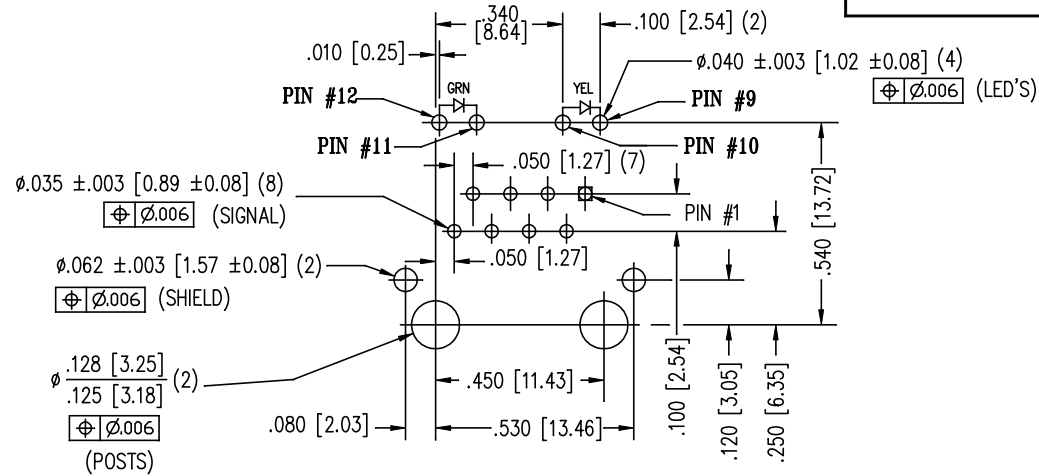 .340
[8.64]
.100 [2.54] (2)
.010 [0.25]
ø.040 ±.003 [1.02 ±0.08] (4)
⌖ Ø.006 (LED'S)
GRN
YEL
PIN #12
PIN #9
PIN #11
PIN #10
.050 [1.27] (7)
ø.035 ±.003 [0.89 ±0.08] (8)
⌖ Ø.006 (SIGNAL)
PIN #1
.540 [13.72]
.050 [1.27]
ø.062 ±.003 [1.57 ±0.08] (2)
⌖ Ø.006 (SHIELD)
ø .128 [3.25] (2)
.125 [3.18]
⌖ Ø.006
(POSTS)
.450 [11.43]
.080 [2.03]
.530 [13.46]
.100 [2.54]
.120 [3.05]
.250 [6.35]